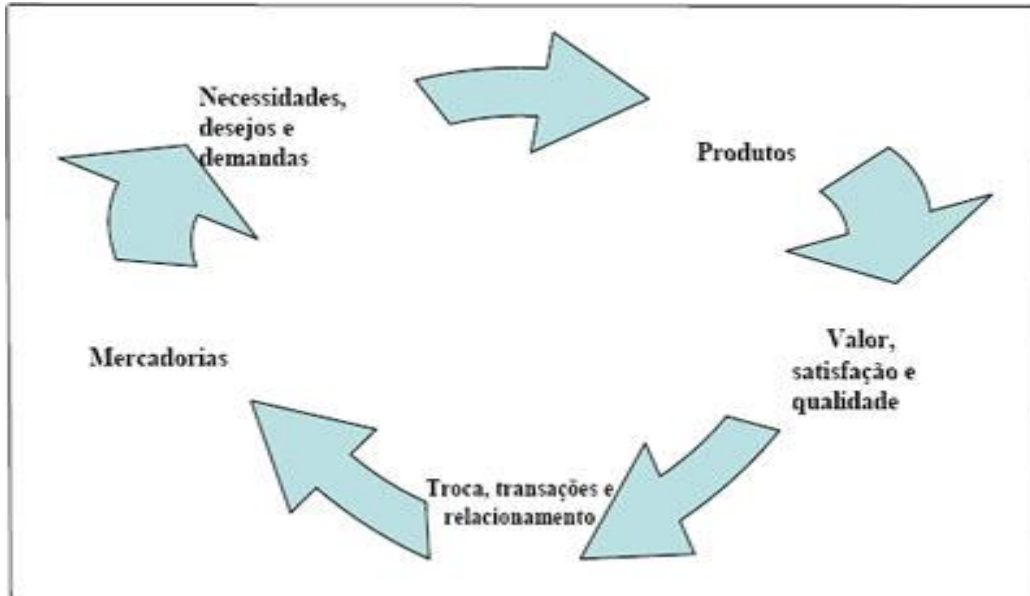 Necessidades,
desejos e
demandas
Produtos
Valor,
satisfação e
qualidade
Troca, transações e
relacionamento
Mercadorias